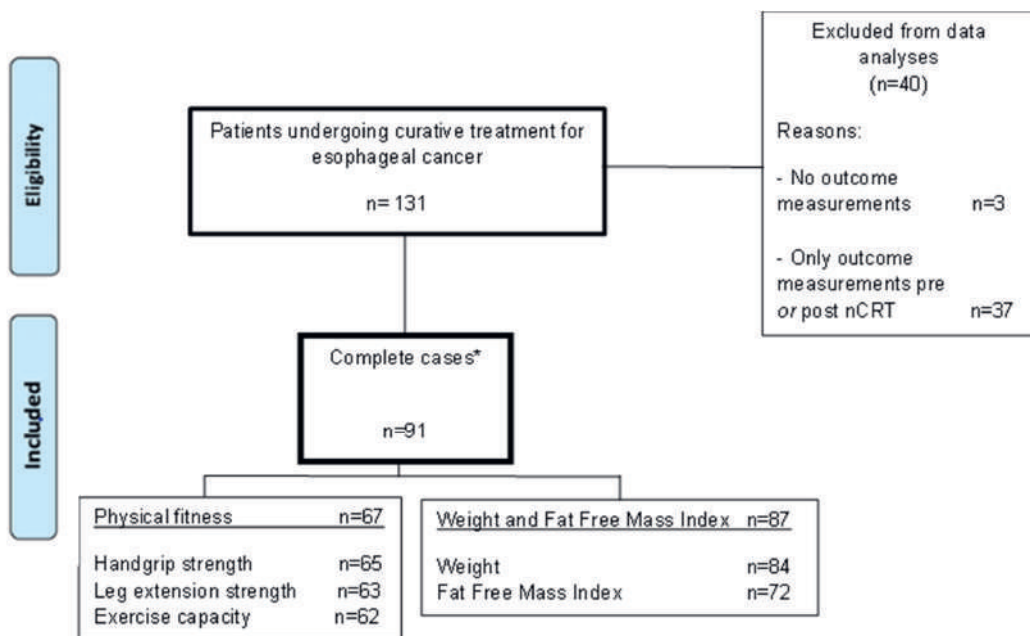 Eligibility
Patients undergoing curative treatment for
esophageal cancer
n= 131
Excluded from data
analyses
(n=40)
Reasons:
- No outcome
measurements n=3
- Only outcome
measurements pre
or post nCRT n=37
Included
Complete cases*
n=91
Physical fitness n=67
Handgrip strength n=65
Leg extension strength n=63
Exercise capacity n=62
Weight and Fat Free Mass Index n=87
Weight n=84
Fat Free Mass Index n=72